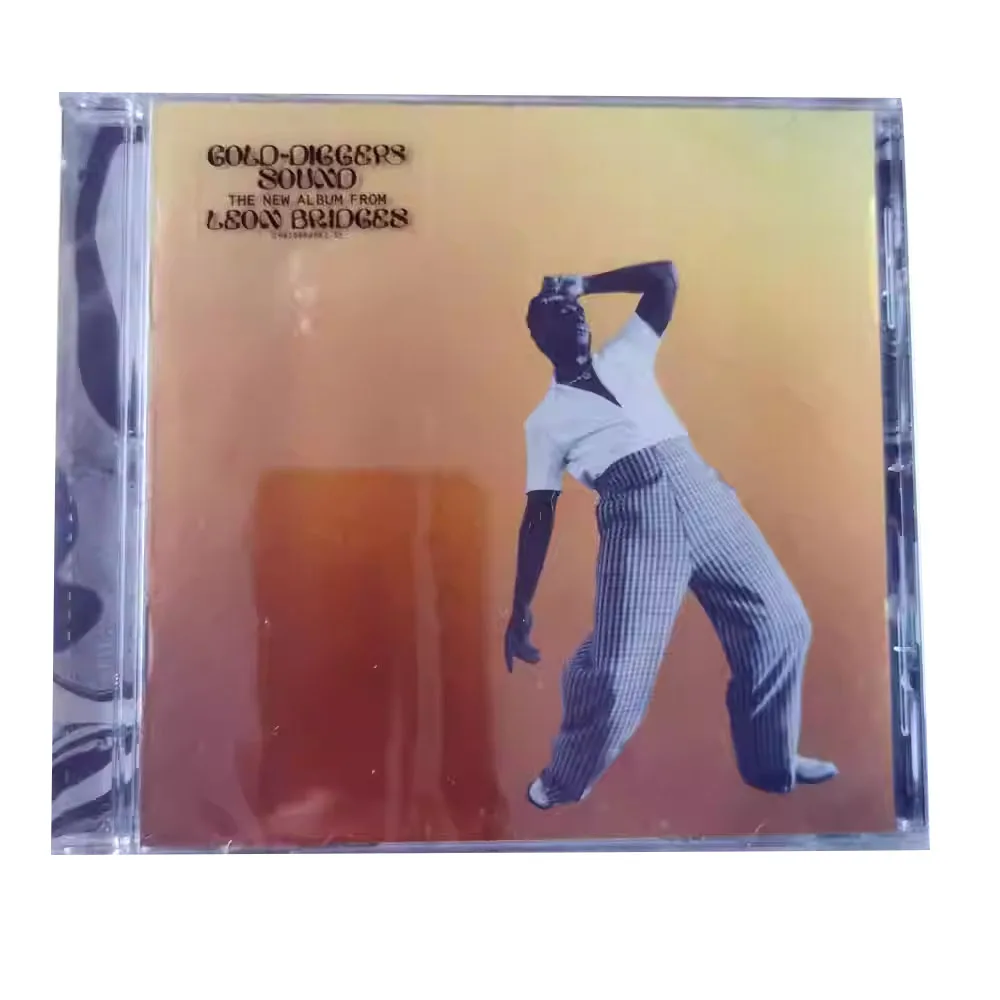 GOLD-DIGGERS
SOUND
THE NEW ALBUM FROM
LEON BRIDGES